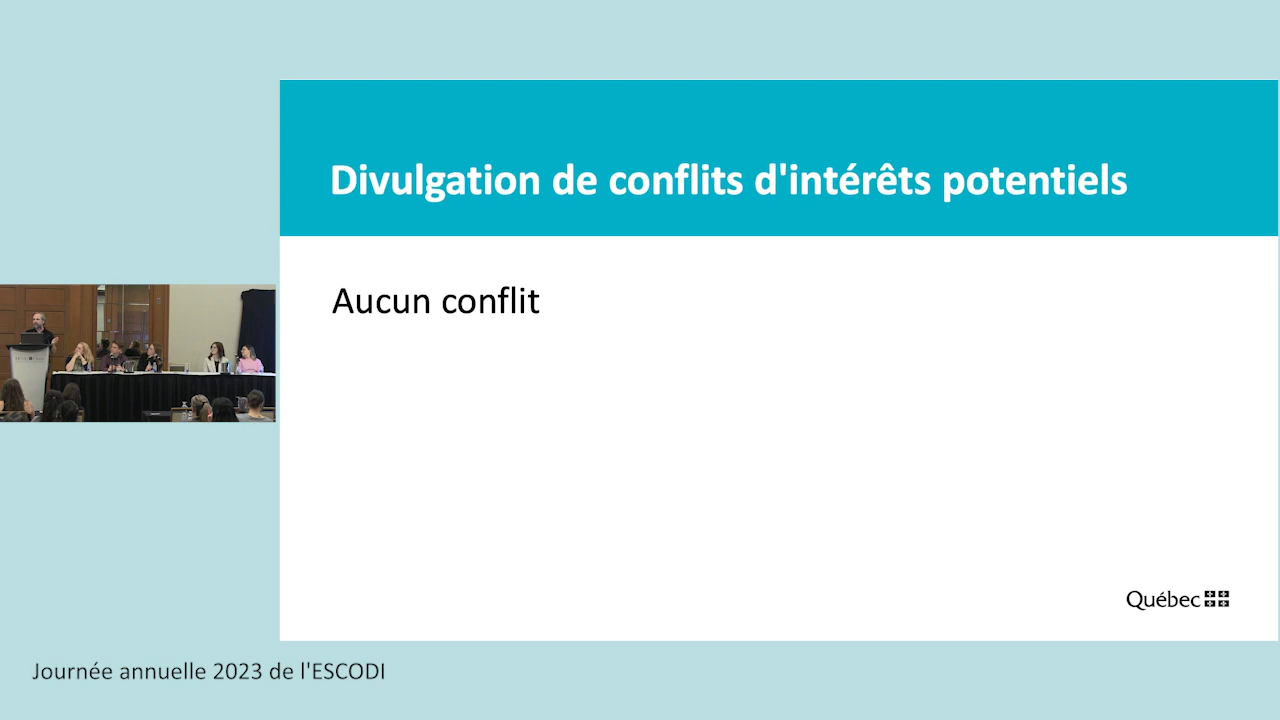 Divulgation de conflits d'intérêts potentiels
Aucun conflit
Québec
Journée annuelle 2023 de l'ESCODI